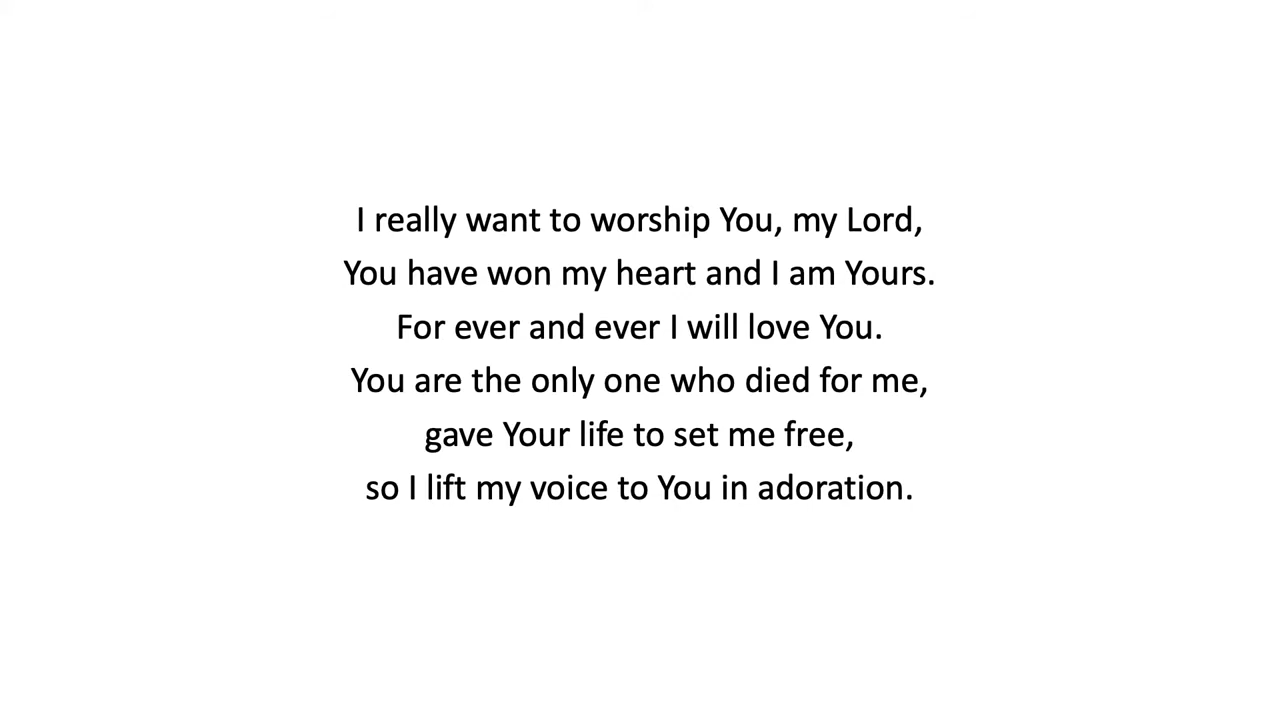 I really want to worship You, my Lord,
You have won my heart and I am Yours.
For ever and ever I will love You.
You are the only one who died for me,
gave Your life to set me free,
so I lift my voice to You in adoration.